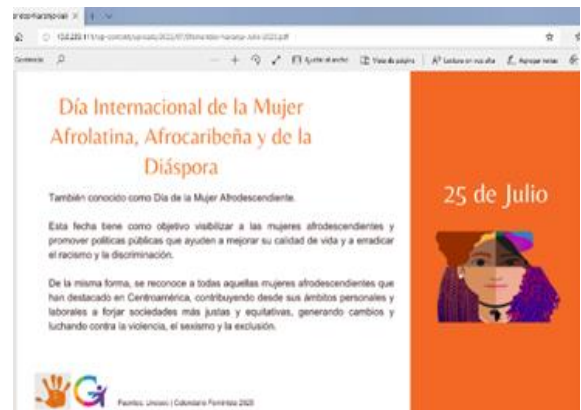 Día Internacional de la Mujer
Afrolatina, Afrocaribeña y de la
Diáspora
También conocido como Día de la Mujer Afrodescendiente.
Esta fecha tiene como objetivo visibilizar a las mujeres afrodescendientes y
promover políticas públicas que ayuden a mejorar su calidad de vida y a erradicar
el racismo y la discriminación.
De la misma forma, se reconoce a todas aquellas mujeres afrodescendientes que
han destacado en Centroamérica, contribuyendo desde sus ámbitos personales y
laborales a forjar sociedades más justas y equitativas, generando cambios y
luchando contra la violencia, el sexismo y la exclusión.
25 de Julio
Calendario Feminista 2020